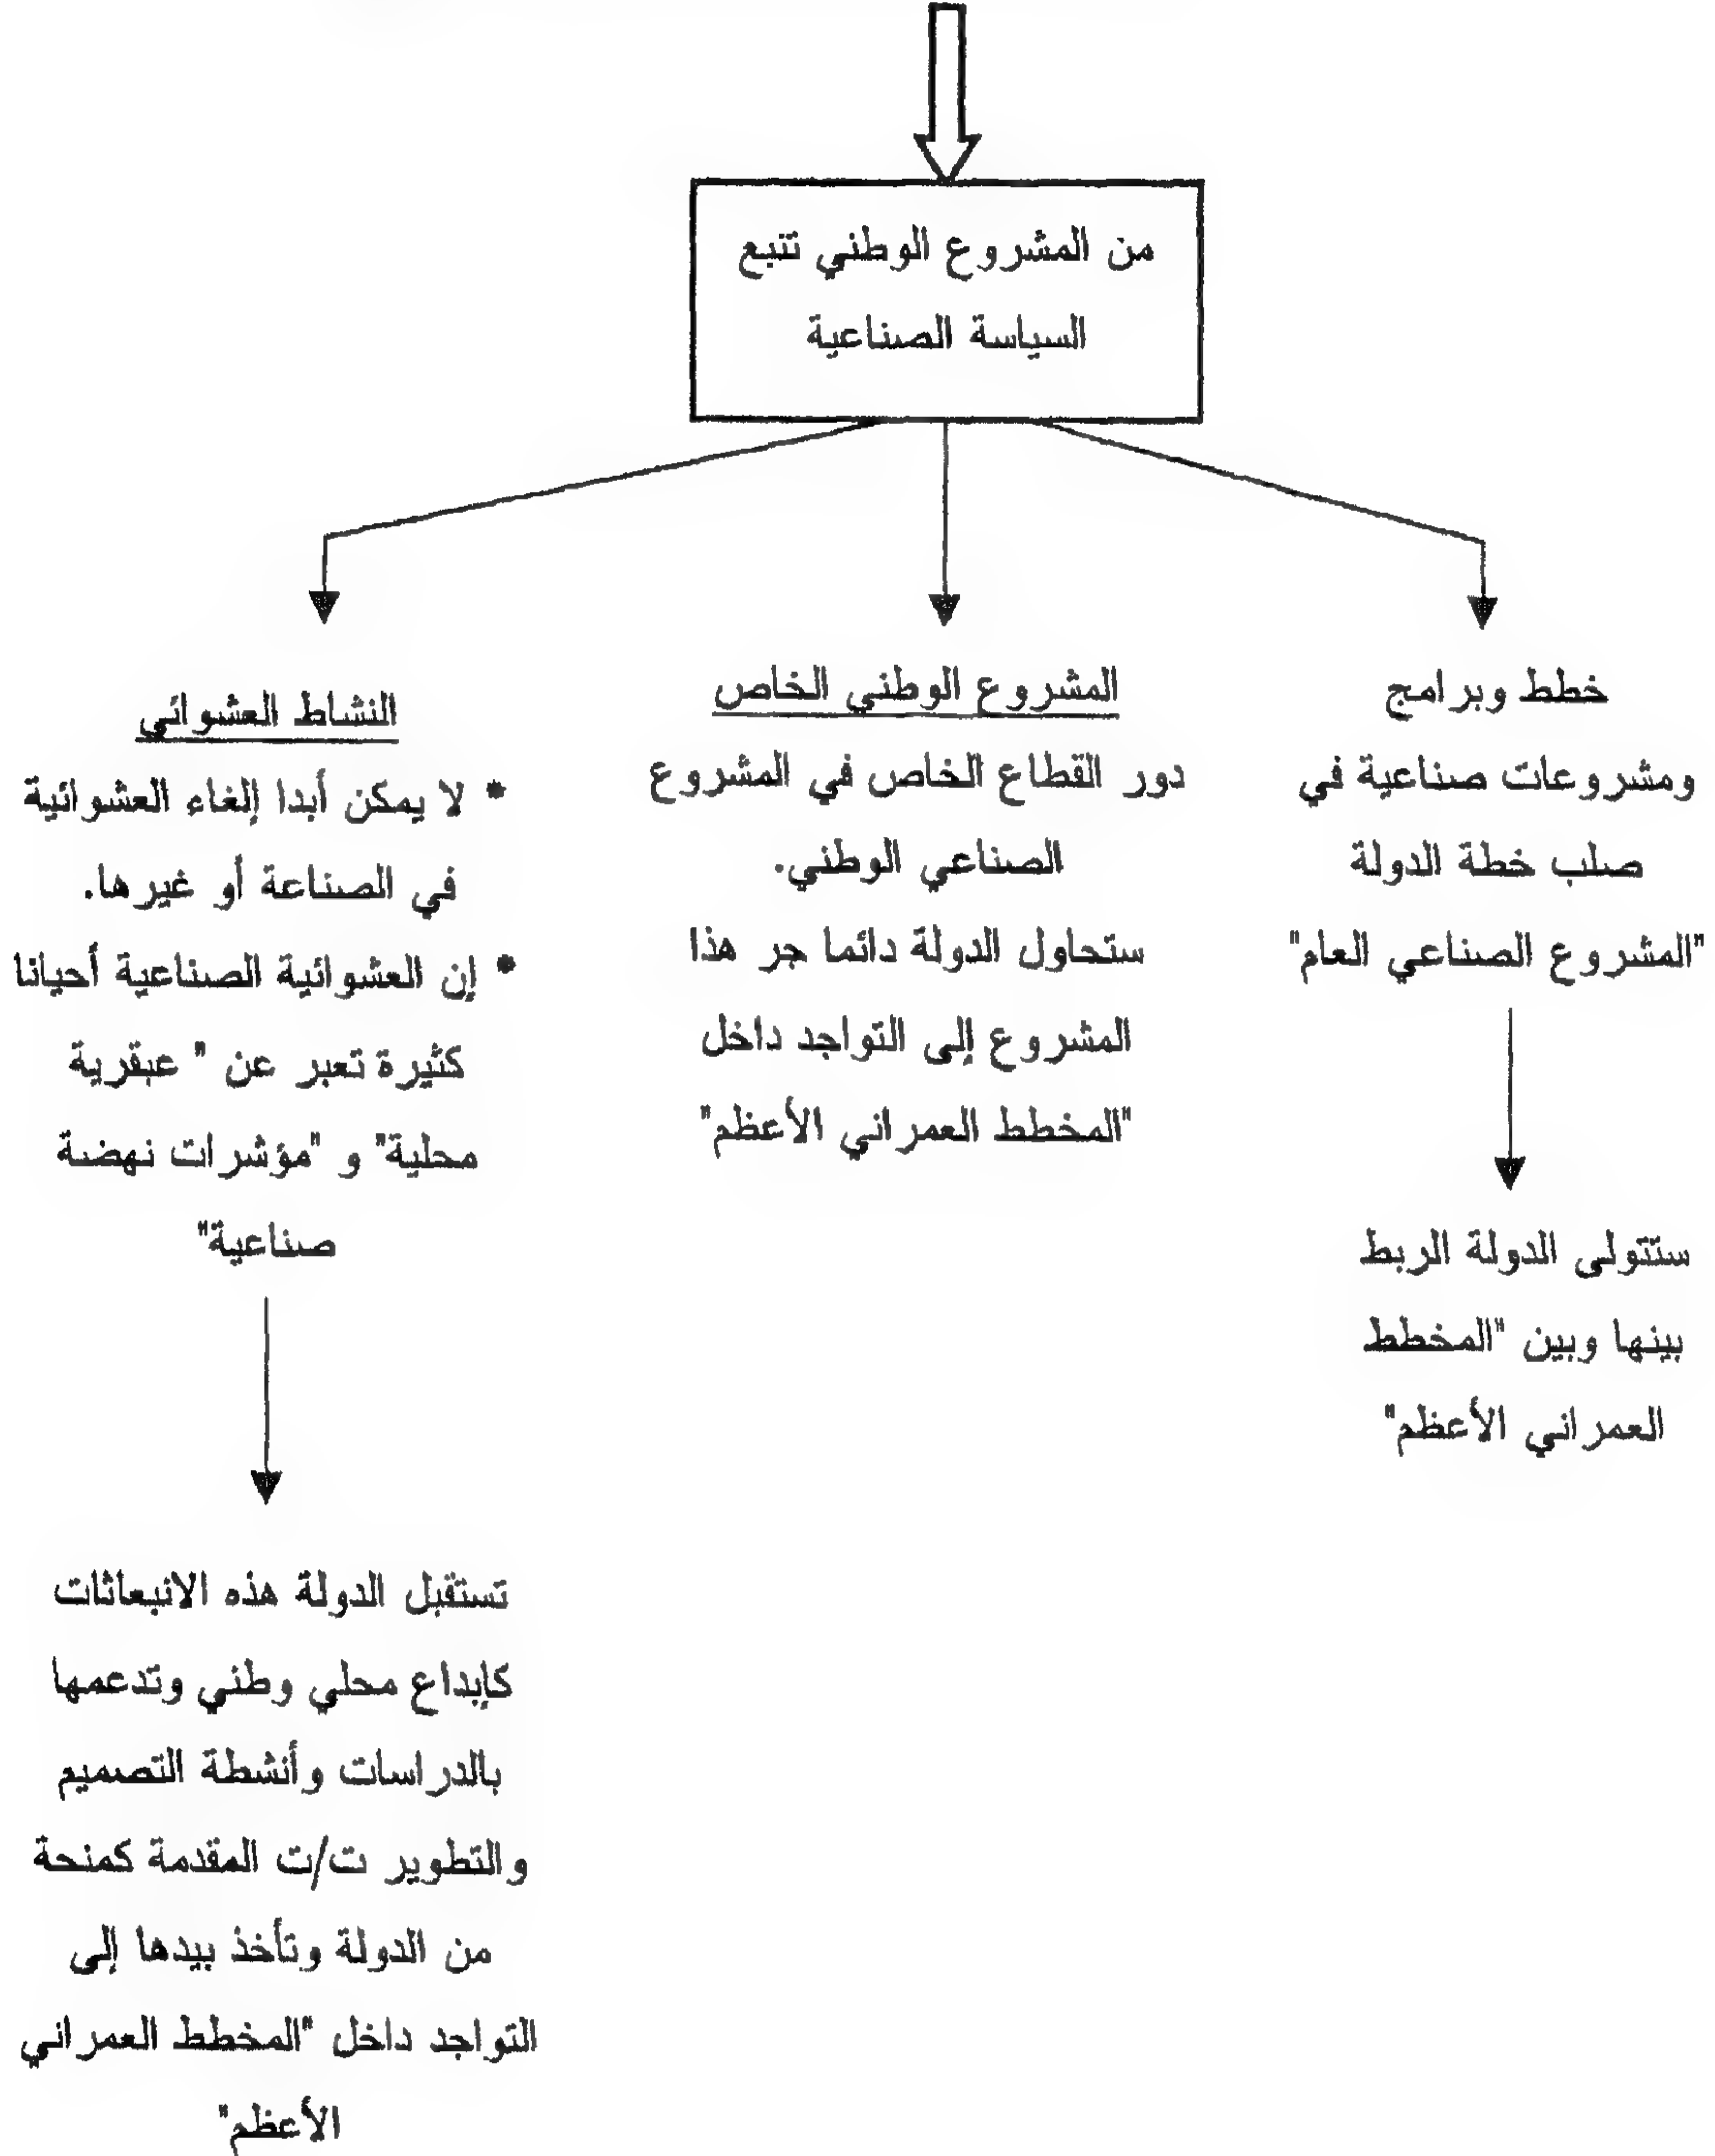 من المشروع الوطني تنبع
السياسة الصناعية
خطط وبرامج
ومشروعات صناعية في
صلب خطة الدولة
"المشروع الصناعي العام"
ستتولى الدولة الربط
بينها وبين "المخطط
العمراني الأعظم"
المشروع الوطني الخاص
دور القطاع الخاص في المشروع
الصناعي الوطني.
ستحاول الدولة دائما جر هذا
المشروع إلى التواجد داخل
"المخطط العمراني الأعظم"
النشاط العشوائي
* لا يمكن أبدا إلغاء العشوائية
في الصناعة أو غيرها.
* إن العشوائية الصناعية أحيانا
كثيرة تعبر عن " عبقرية
محلية" و "مؤشرات نهضة
صناعية"
تستقبل الدولة هذه الانبعاثات
كإبداع محلي وطني وتدعمها
بالدراسات وأنشطة التصميم
والتطوير ت/ت المقدمة كمنحة
من الدولة وتأخذ بيدها إلى
التواجد داخل "المخطط العمراني
الأعظم"